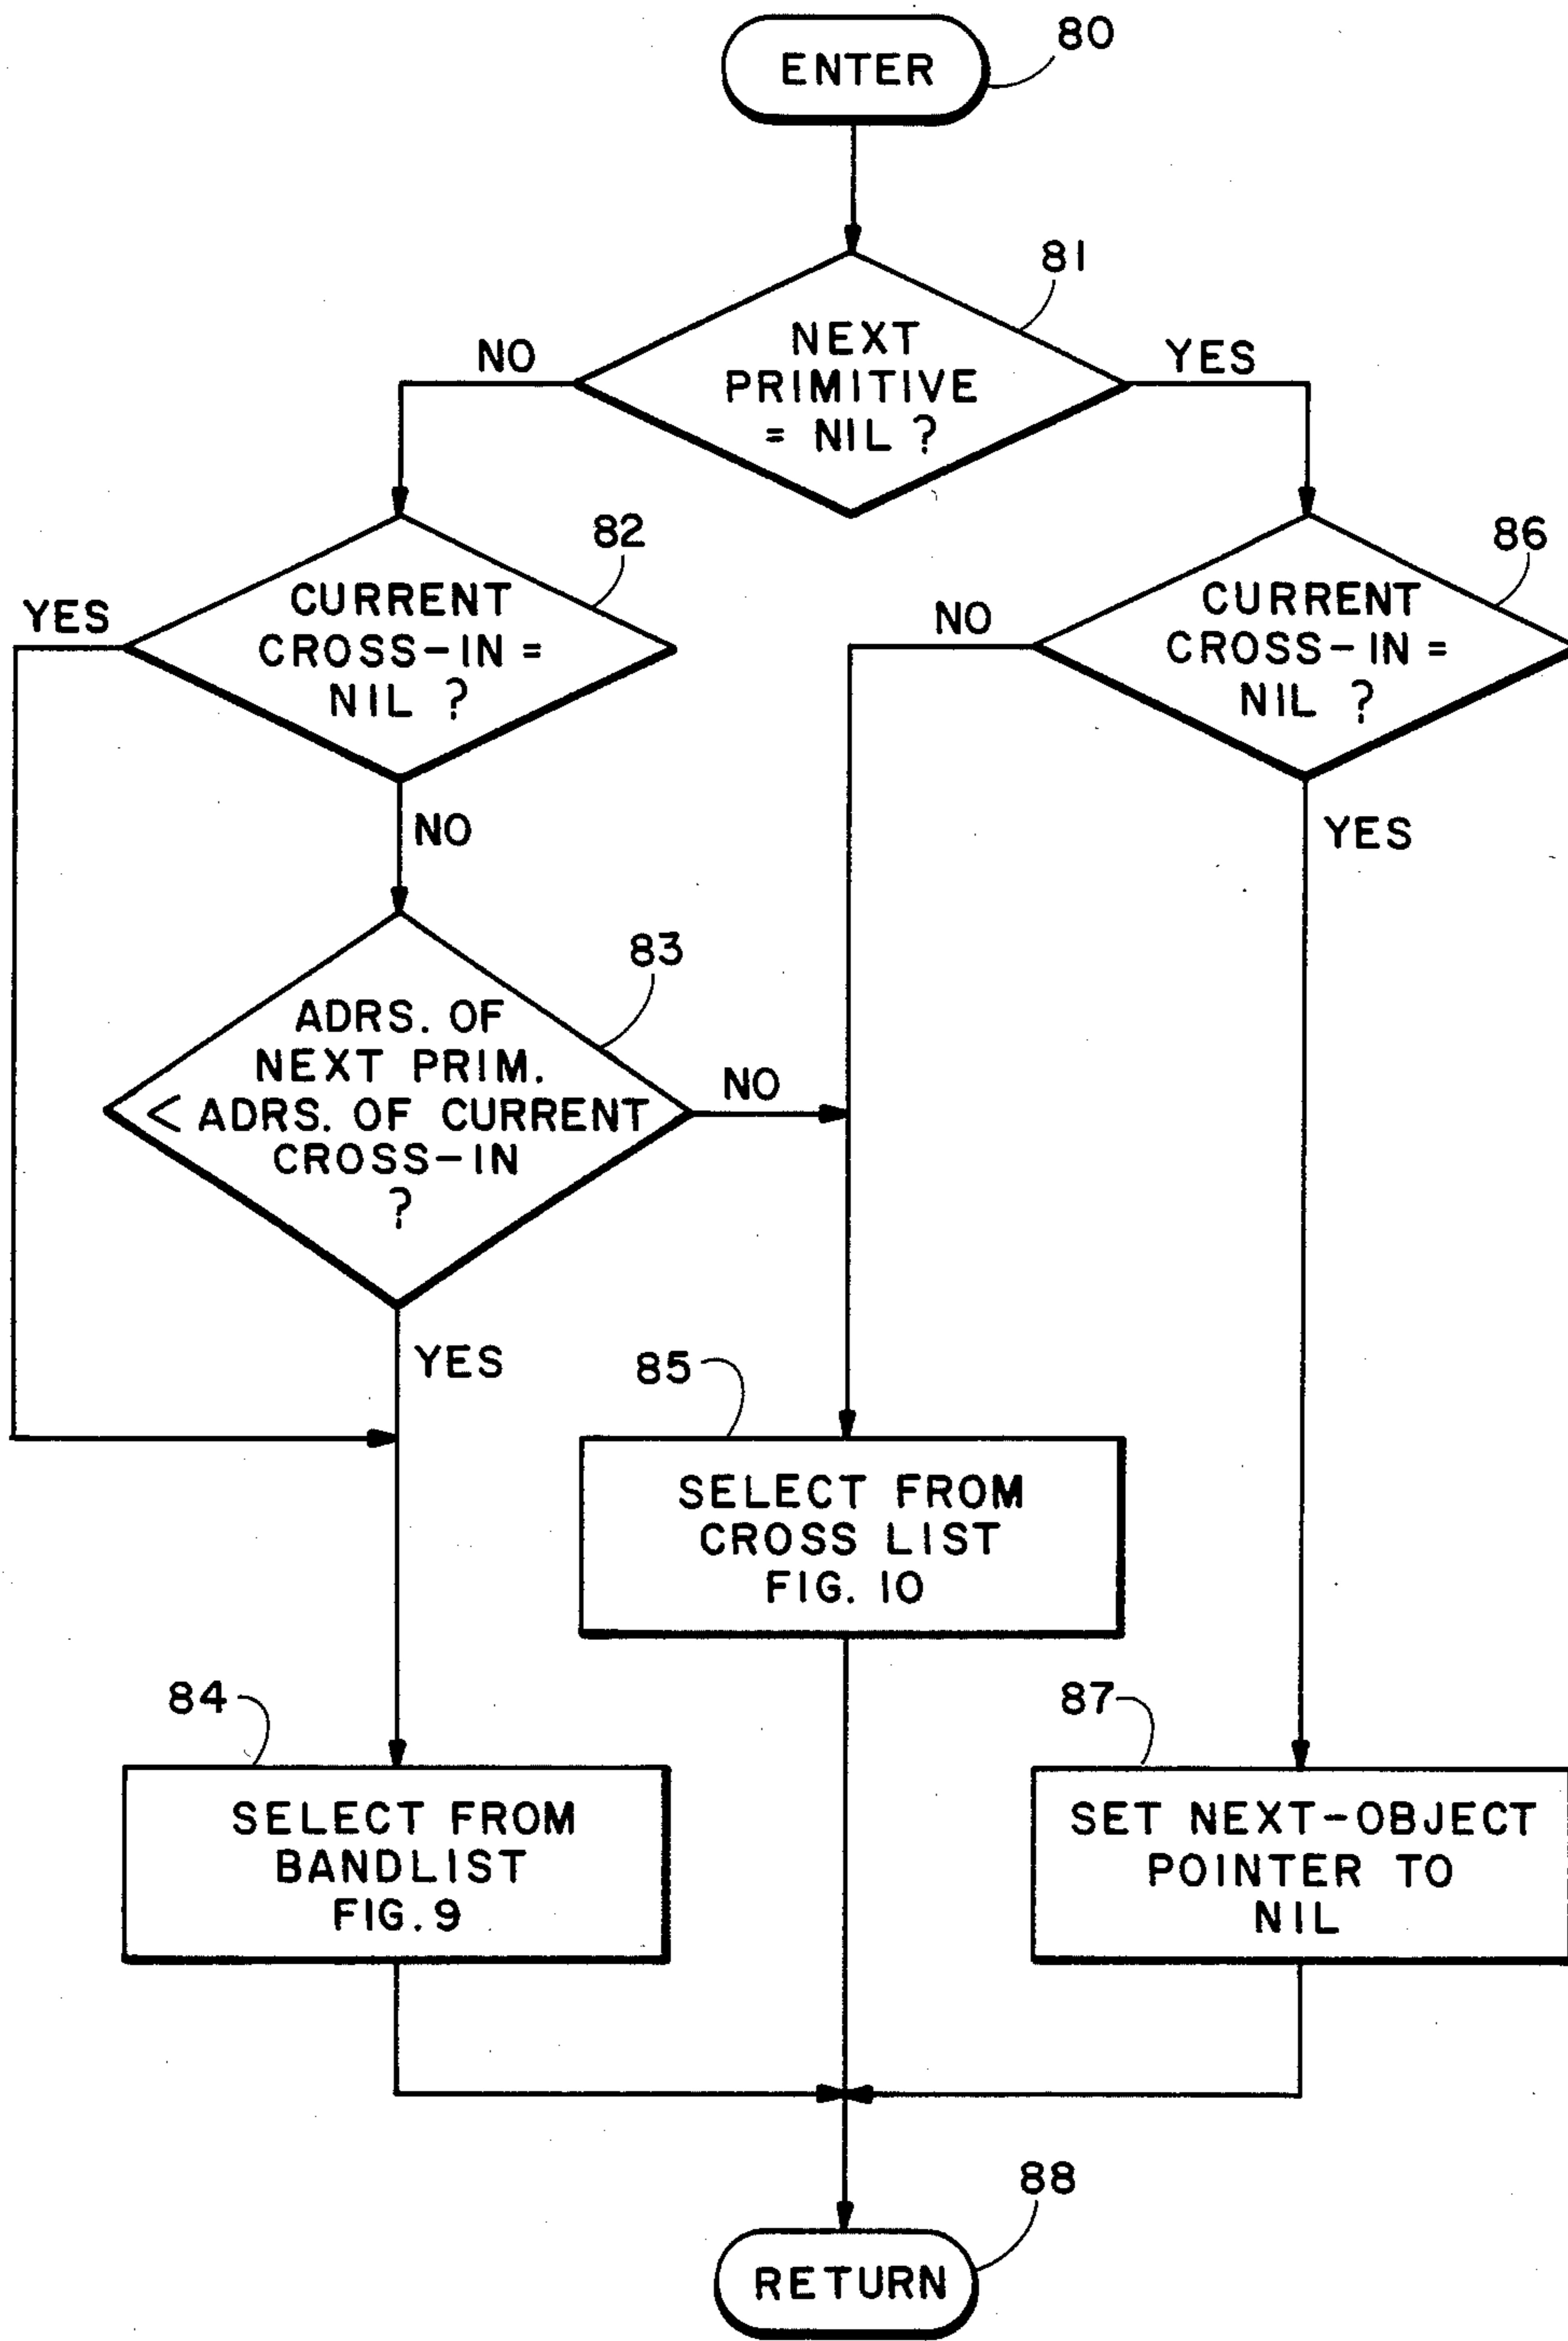 ENTER
80
NEXT
PRIMITIVE
= NIL ?
81
NO
YES
CURRENT
CROSS-IN =
NIL ?
82
YES
NO
CURRENT
CROSS-IN =
NIL ?
86
NO
YES
ADRS. OF
NEXT PRIM.
< ADRS. OF CURRENT
CROSS-IN
?
83
NO
YES
85
SELECT FROM
CROSS LIST
FIG. 10
84
SELECT FROM
BANDLIST
FIG. 9
87
SET NEXT-OBJECT
POINTER TO
NIL
88
RETURN